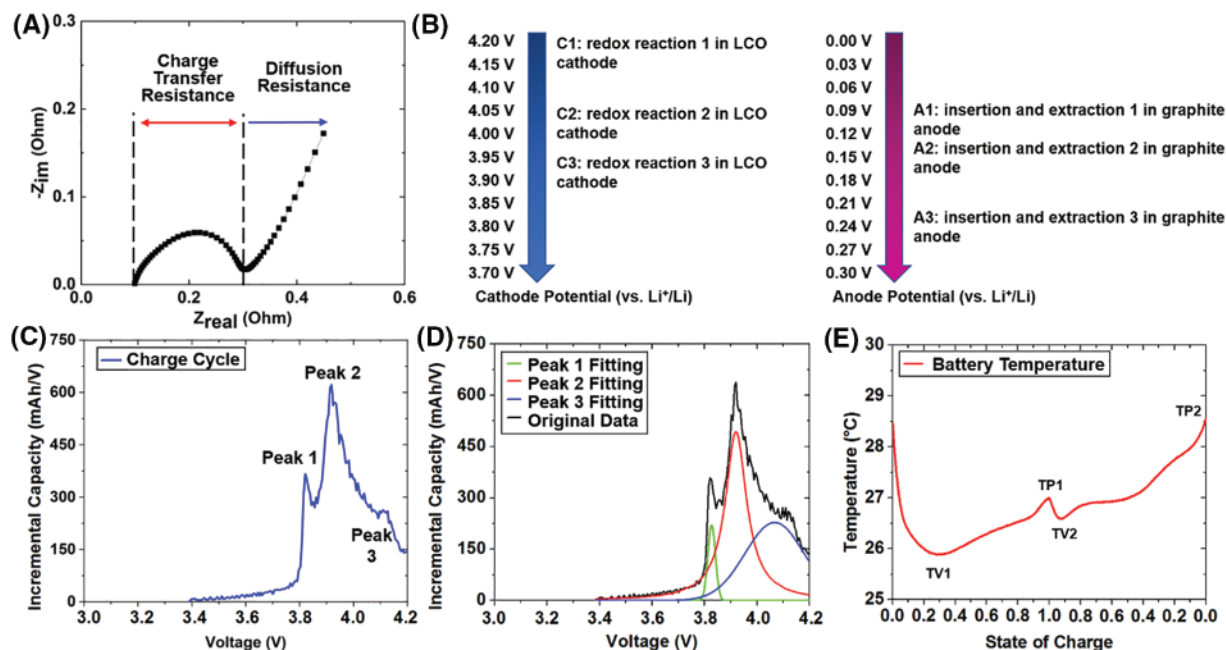 (A)
0.3
0.2
0.1
0.0
-Zim (Ohm)
Charge
Transfer
Resistance
Diffusion
Resistance
0.0
0.2
0.4
0.6
Zreal (Ohm)
(B)
4.20 V
4.15 V
4.10 V
4.05 V
4.00 V
3.95 V
3.90 V
3.85 V
3.80 V
3.75 V
3.70 V
C1: redox reaction 1 in LCO
cathode
C2: redox reaction 2 in LCO
cathode
C3: redox reaction 3 in LCO
cathode
Cathode Potential (vs. Li⁺/Li)
0.00 V
0.03 V
0.06 V
0.09 V
0.12 V
0.15 V
0.18 V
0.21 V
0.24 V
0.27 V
0.30 V
A1: insertion and extraction 1 in graphite
anode
A2: insertion and extraction 2 in graphite
anode
A3: insertion and extraction 3 in graphite
anode
Anode Potential (vs. Li⁺/Li)
(C)
750
600
450
300
150
0
Incremental Capacity (mAh/V)
Charge Cycle
Peak 2
Peak 1
Peak
3
3.0
3.2
3.4
3.6
3.8
4.0
4.2
Voltage (V)
(D)
750
600
450
300
150
0
Incremental Capacity (mAh/V)
Peak 1 Fitting
Peak 2 Fitting
Peak 3 Fitting
Original Data
3.0
3.2
3.4
3.6
3.8
4.0
4.2
Voltage (V)
(E)
30
29
28
27
26
25
Temperature (°C)
Battery Temperature
TP2
TP1
TV2
TV1
0.0
0.2
0.4
0.6
0.8
1.0
0.8
0.6
0.4
0.2
0.0
State of Charge